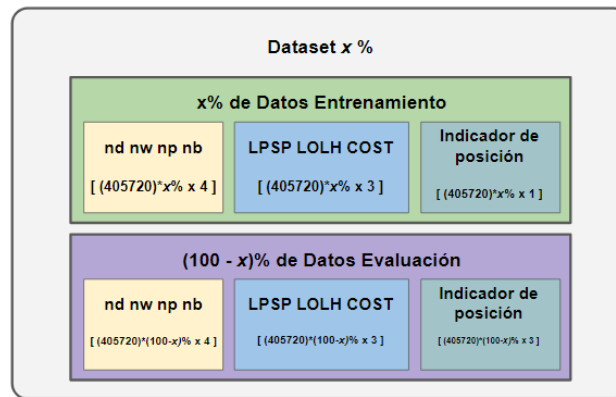 Dataset x %
x% de Datos Entrenamiento
nd nw np nb
[ (405720)*x% x 4 ]
LPSP LOLH COST
[ (405720)*x% x 3 ]
Indicador de
posición
[ (405720)*x% x 1 ]
(100 - x)% de Datos Evaluación
nd nw np nb
[ (405720)*(100-x)% x 4 ]
LPSP LOLH COST
[ (405720)*(100-x)% x 3 ]
Indicador de
posición
[ (405720)*(100-x)% x 3 ]